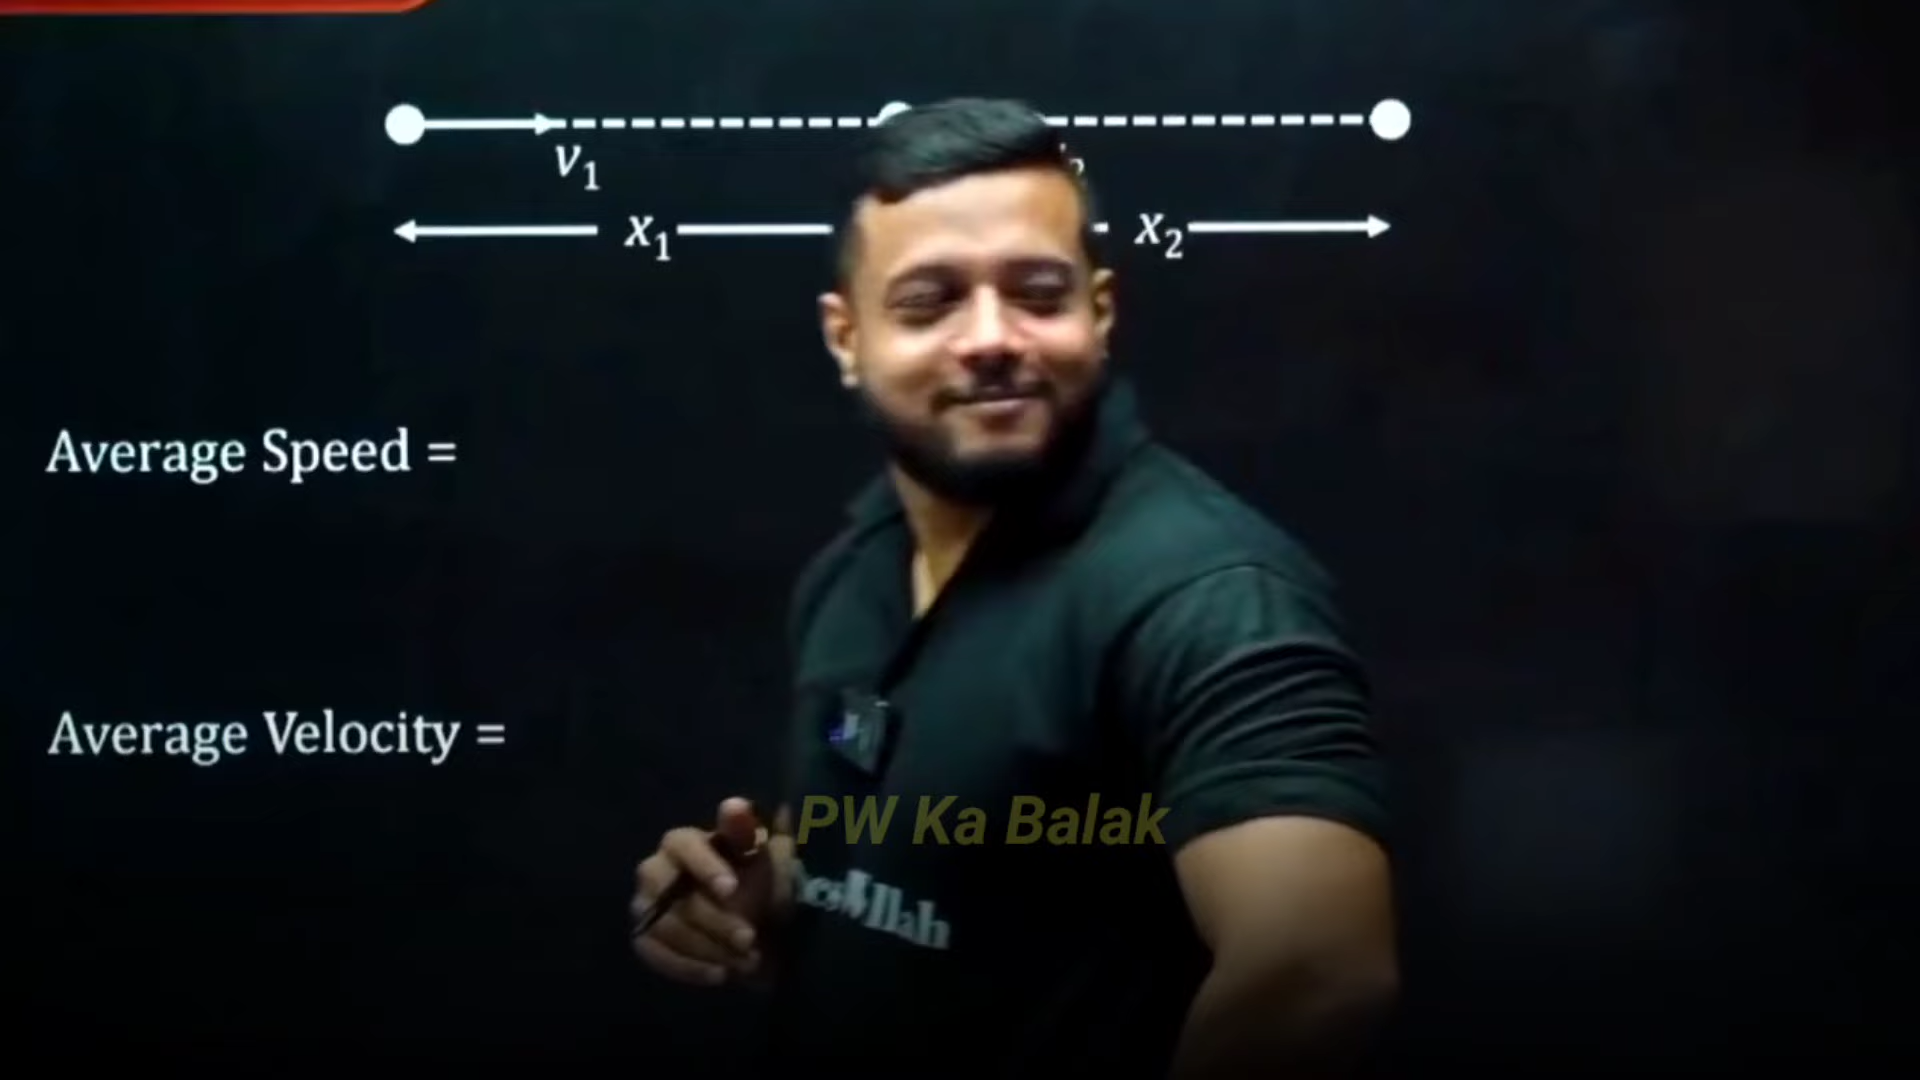 v₁
x₁ x₂
Average Speed =
Average Velocity =
PW Ka Balak